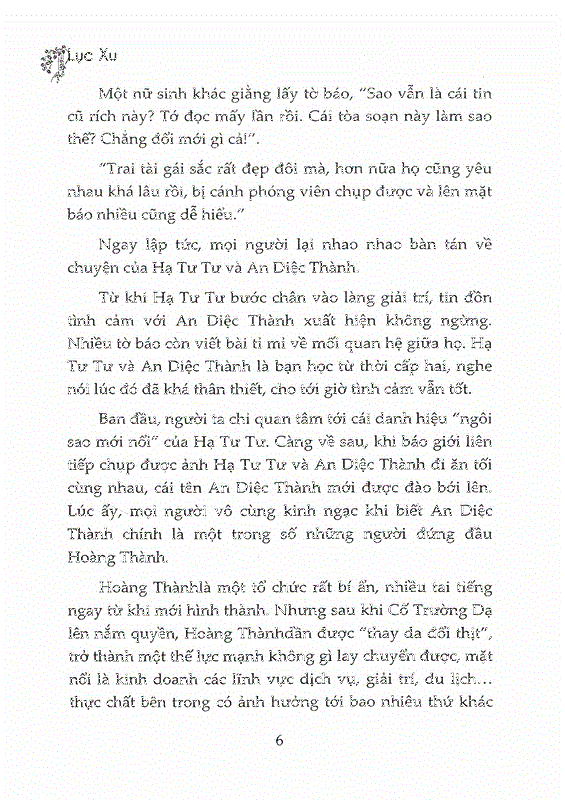 Lục Xu
Một nữ sinh khác giằng lấy tờ báo, “Sao vẫn là cái tin
cũ rích này? Tớ đọc mấy lần rồi. Cái tòa soạn này làm sao
thế? Chẳng đổi mới gì cả!”.
“Trai tài gái sắc rất đẹp đôi mà, hơn nữa họ cũng yêu
nhau khá lâu rồi, bị cánh phóng viên chụp được và lên mặt
báo nhiều cũng dễ hiểu.”
Ngay lập tức, mọi người lại nhao nhao bàn tán về
chuyện của Hạ Tư Tư và An Diệc Thành.
Từ khi Hạ Tư Tư bước chân vào làng giải trí, tin đồn
tình cảm với An Diệc Thành xuất hiện không ngừng.
Nhiều tờ báo còn viết bài tỉ mỉ về mối quan hệ giữa họ. Hạ
Tư Tư và An Diệc Thành là bạn học từ thời cấp hai, nghe
nói lúc đó đã khá thân thiết, cho tới giờ tình cảm vẫn tốt.
Ban đầu, người ta chỉ quan tâm tới cái danh hiệu “ngôi
sao mới nổi” của Hạ Tư Tư. Càng về sau, khi báo giới liên
tiếp chụp được ảnh Hạ Tư Tư và An Diệc Thành đi ăn tối
cùng nhau, cái tên An Diệc Thành mới được đào bới lên.
Lúc ấy, mọi người vô cùng kinh ngạc khi biết An Diệc
Thành chính là một trong số những người đứng đầu
Hoàng Thành.
Hoàng Thànhlà một tổ chức rất bí ẩn, nhiều tai tiếng
ngay từ khi mới hình thành. Nhưng sau khi Cố Trường Dạ
lên nắm quyền, Hoàng Thànhdần được “thay da đổi thịt”,
trở thành một thế lực mạnh không gì lay chuyển được, mặt
nổi là kinh doanh các lĩnh vực dịch vụ, giải trí, du lịch...
thực chất bên trong có ảnh hưởng tới bao nhiêu thứ khác
6